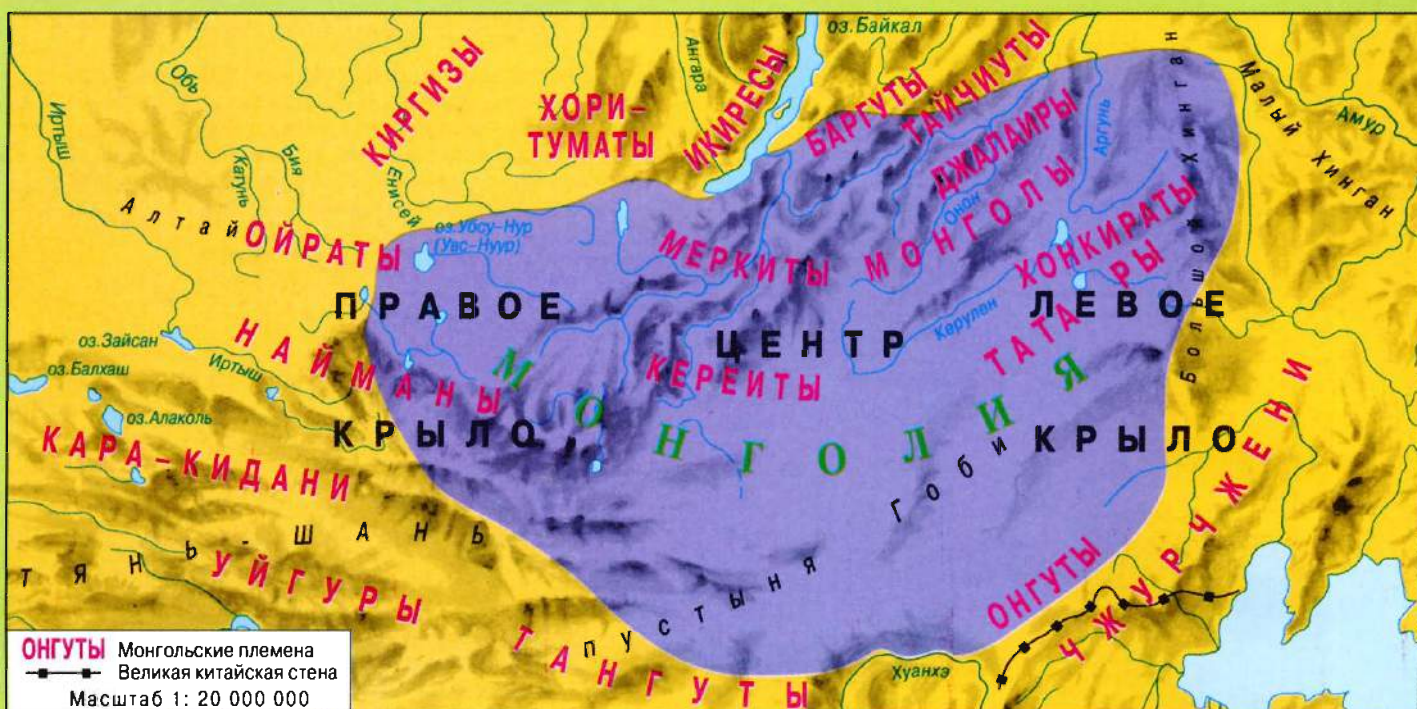 оз.Байкал
Обь
Иртыш
КИРГИЗЫ
Ангара
ХОРИ-
ТУМАТЫ
ИКИРЕСЫ
БАРГУТЫ
ТАЙЧИУТЫ
ДЖАЛАИРЫ
Аргунь
Большой Хинган
Малый Хинган
Амур
Катунь
Бия
Енисей
Алтай
ОЙРАТЫ
оз.Убсу-Нур
(Увс-Нуур)
МЕРКИТЫ
МОНГОЛЫ
Онон
ХОНКИРАТЫ
ТАТАРЫ
ПРАВОЕ
ЦЕНТР
Керулен
ЛЕВОЕ
оз.Зайсан
НАЙМАНЫ
Иртыш
оз.Балхаш
оз.Алаколь
КЕРЕИТЫ
МОНГОЛИЯ
КРЫЛО
КРЫЛО
КАРА-КИДАНИ
Гоби
ЧЖУРЧЖЕНИ
ТЯНЬ-ШАНЬ
УЙГУРЫ
пустыня
ОНГУТЫ
ТАНГУТЫ
Хуанхэ
ОНГУТЫ Монгольские племена
Великая китайская стена
Масштаб 1: 20 000 000